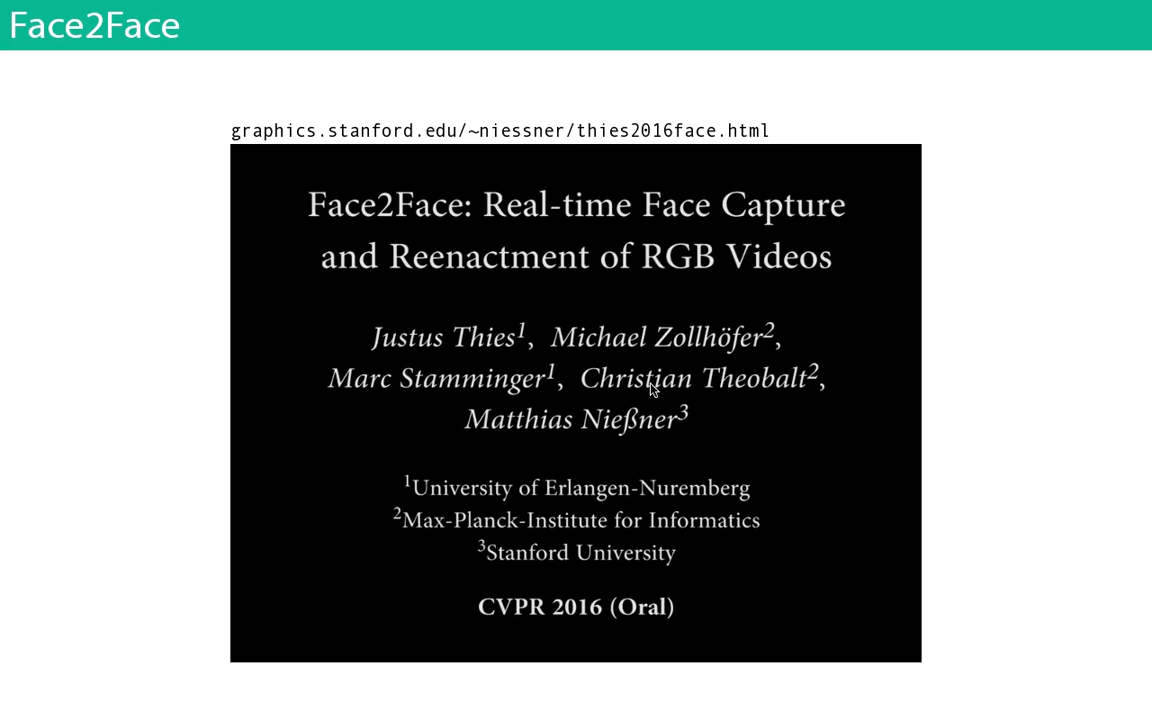 Face2Face
graphics.stanford.edu/~niessner/thies2016face.html
Face2Face: Real-time Face Capture
and Reenactment of RGB Videos
Justus Thies¹, Michael Zollhöfer²,
Marc Stamminger¹, Christian Theobalt²,
Matthias Nießner³
¹University of Erlangen-Nuremberg
²Max-Planck-Institute for Informatics
³Stanford University
CVPR 2016 (Oral)